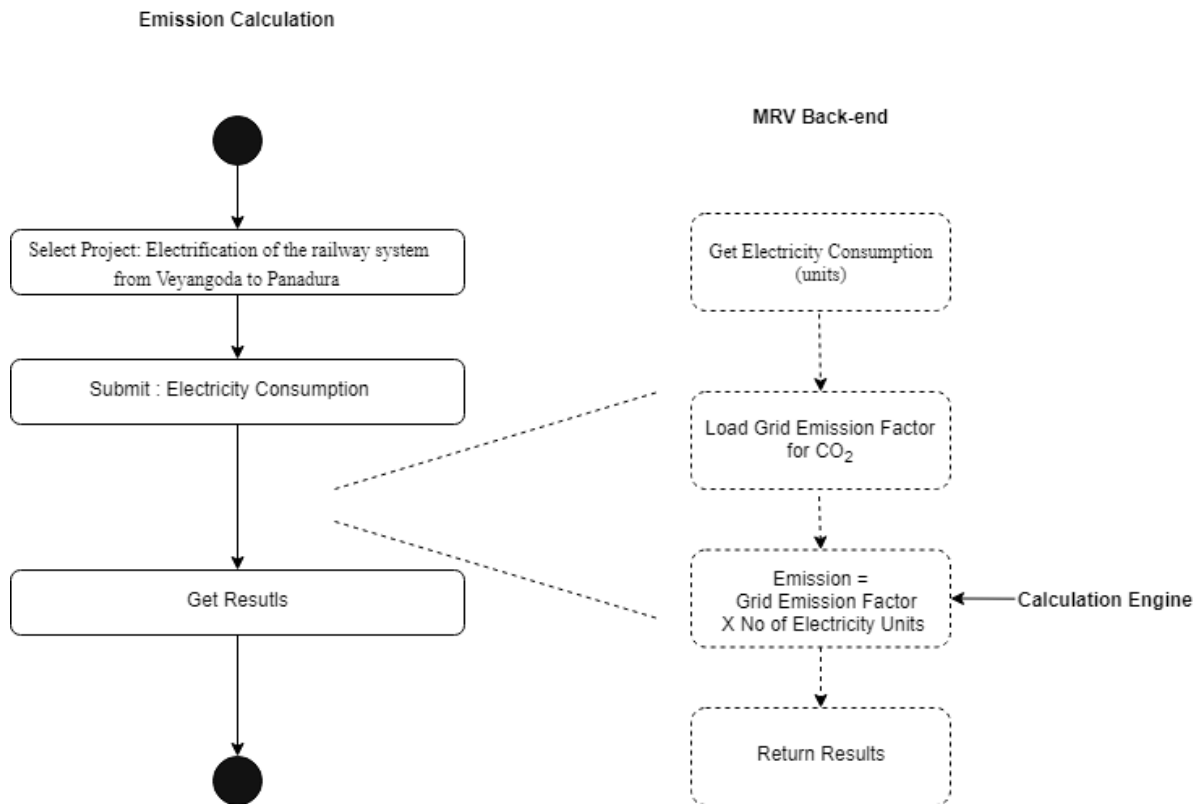 Emission Calculation
Select Project: Electrification of the railway system
from Veyangoda to Panadura
Submit : Electricity Consumption
Get Resutls
MRV Back-end
Get Electricity Consumption
(units)
Load Grid Emission Factor
for CO₂
Emission =
Grid Emission Factor
X No of Electricity Units
Calculation Engine
Return Results